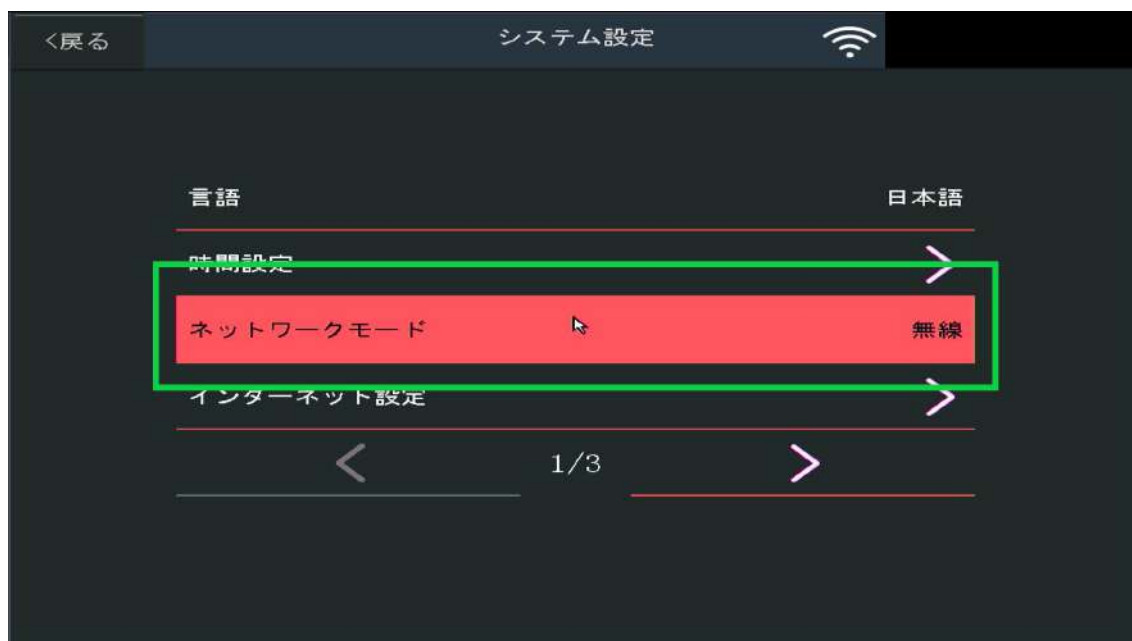 <戻る
システム設定
言語 日本語
時間設定
ネットワークモード 無線
インターネット設定
1/3